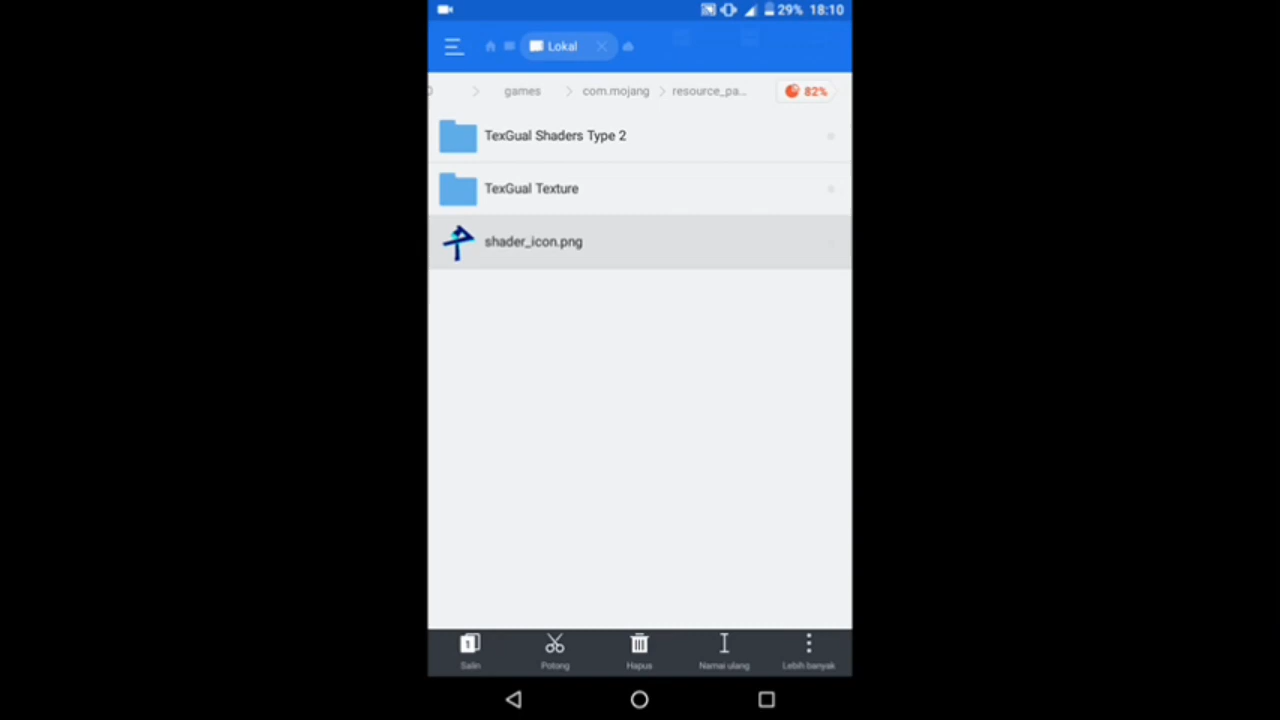 29% 18:10
Lokal
games com.mojang resource_pa... 82%
TexGual Shaders Type 2
TexGual Texture
shader_icon.png
1
Salin Potong Hapus Namai ulang Lebih banyak